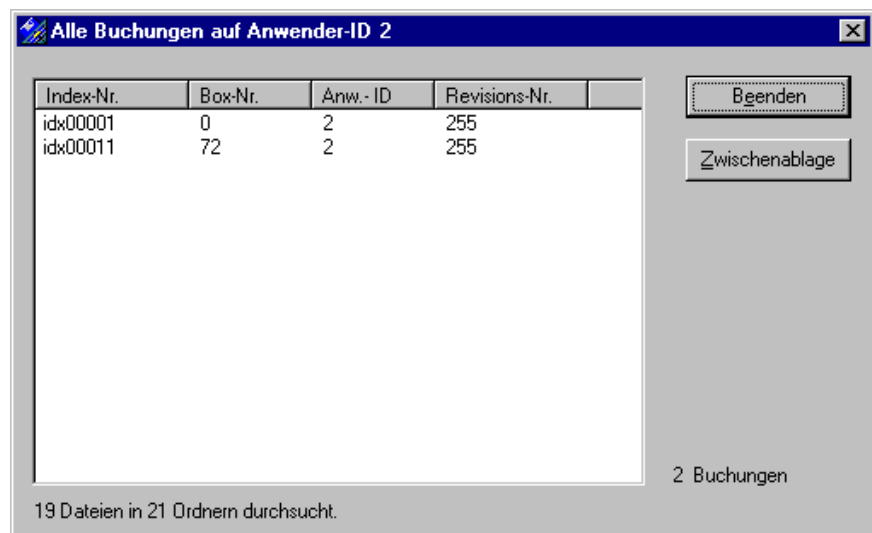 Alle Buchungen auf Anwender-ID 2
Index-Nr. Box-Nr. Anw.- ID Revisions-Nr.
idx00001 0 2 255
idx00011 72 2 255
Beenden
Zwischenablage
2 Buchungen
19 Dateien in 21 Ordnern durchsucht.